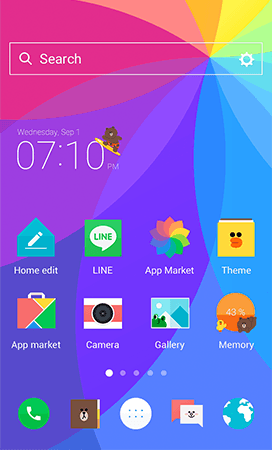 Search
Wednesday, Sep 1
07:10 PM
Home edit
LINE
LINE
App Market
Theme
App market
Camera
Gallery
43 %
Memory